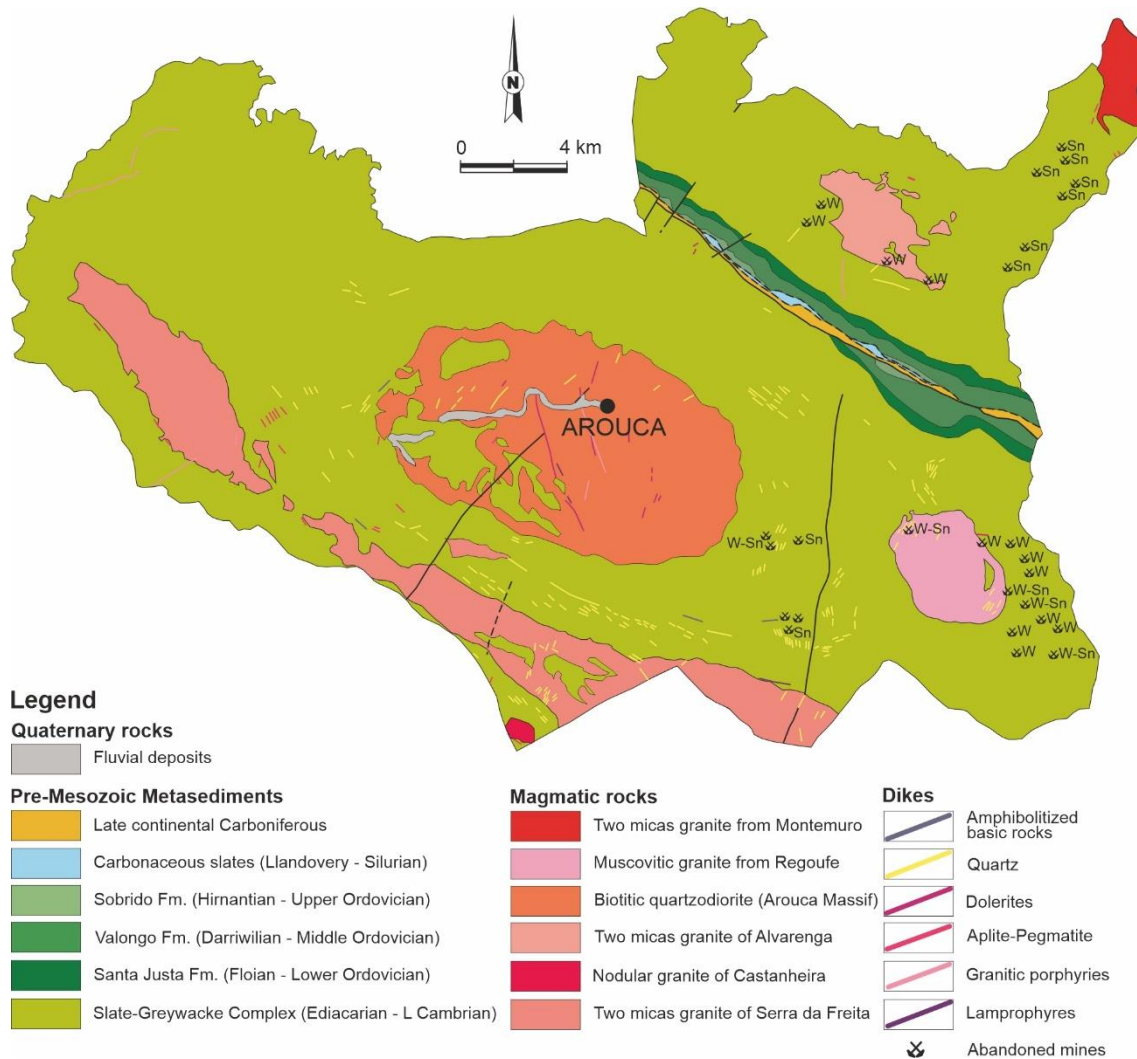 N
0 4 km
Sn
Sn
Sn
Sn
Sn
W
W
Sn
W
Sn
W
AROUCA
W-Sn
W-Sn
Sn
W
W
W
W
W-Sn
W-Sn
W
Sn
W
W
W
W-Sn
Legend
Quaternary rocks
Fluvial deposits
Pre-Mesozoic Metasediments
Late continental Carboniferous
Carbonaceous slates (Llandovery - Silurian)
Sobrido Fm. (Hirnantian - Upper Ordovician)
Valongo Fm. (Darriwilian - Middle Ordovician)
Santa Justa Fm. (Floian - Lower Ordovician)
Slate-Greywacke Complex (Ediacarian - L Cambrian)
Magmatic rocks
Two micas granite from Montemuro
Muscovitic granite from Regoufe
Biotitic quartzodiorite (Arouca Massif)
Two micas granite of Alvarenga
Nodular granite of Castanheira
Two micas granite of Serra da Freita
Dikes
Amphibolitized
basic rocks
Quartz
Dolerites
Aplite-Pegmatite
Granitic porphyries
Lamprophyres
Abandoned mines